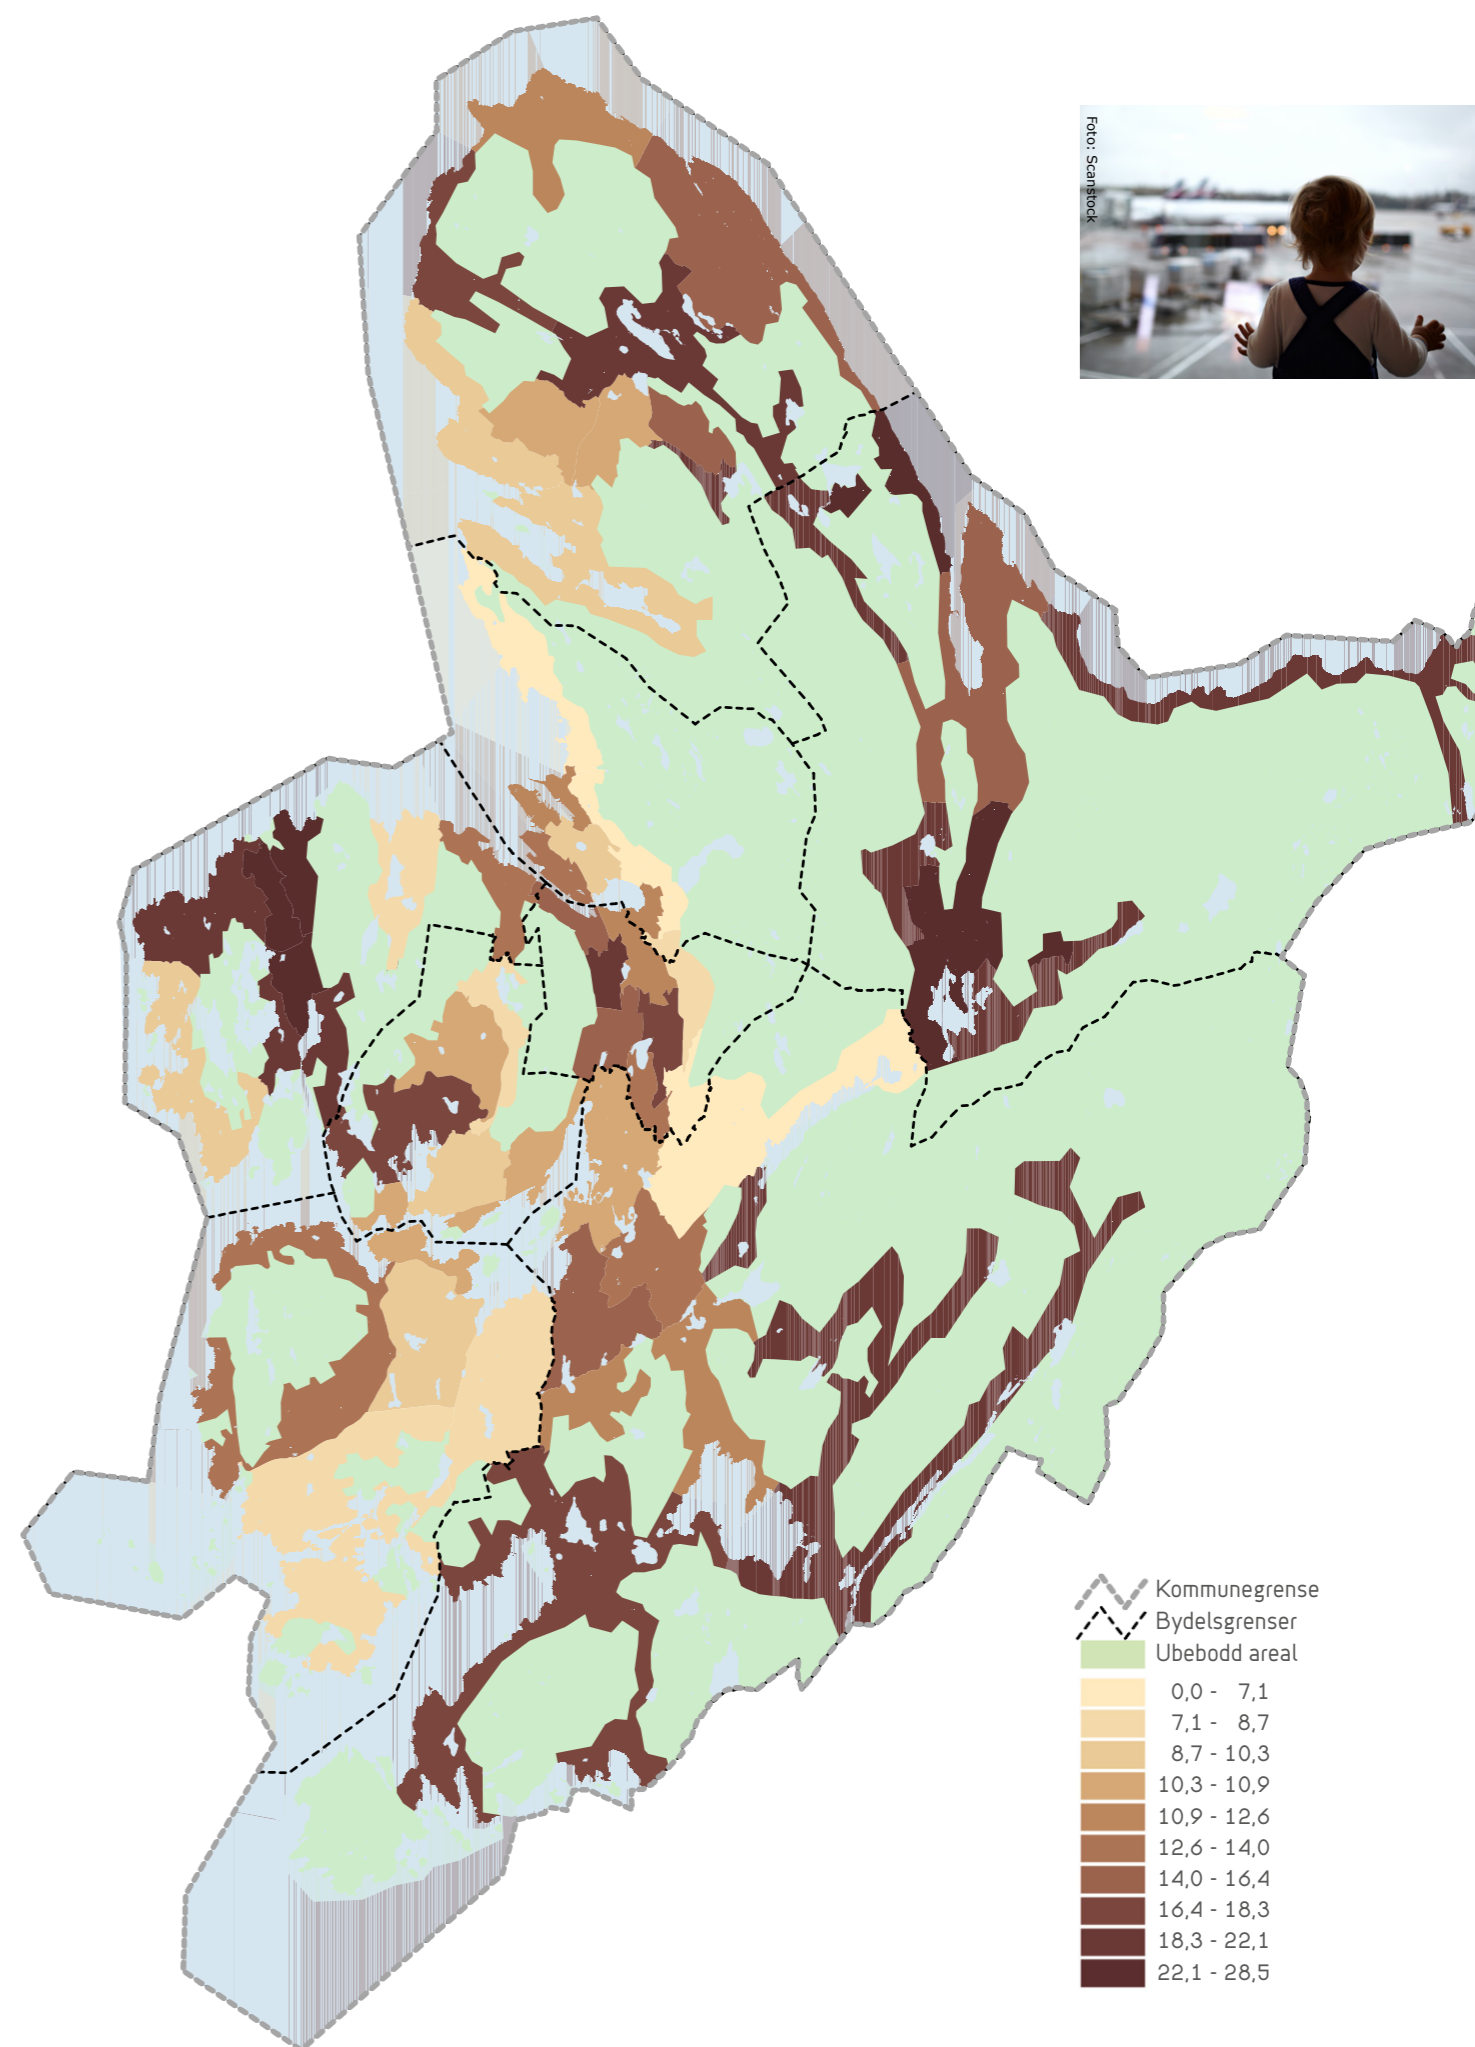 Foto: Scanstock
Kommunegrense
Bydelsgrenser
Ubebodd areal
0,0 - 7,1
7,1 - 8,7
8,7 - 10,3
10,3 - 10,9
10,9 - 12,6
12,6 - 14,0
14,0 - 16,4
16,4 - 18,3
18,3 - 22,1
22,1 - 28,5